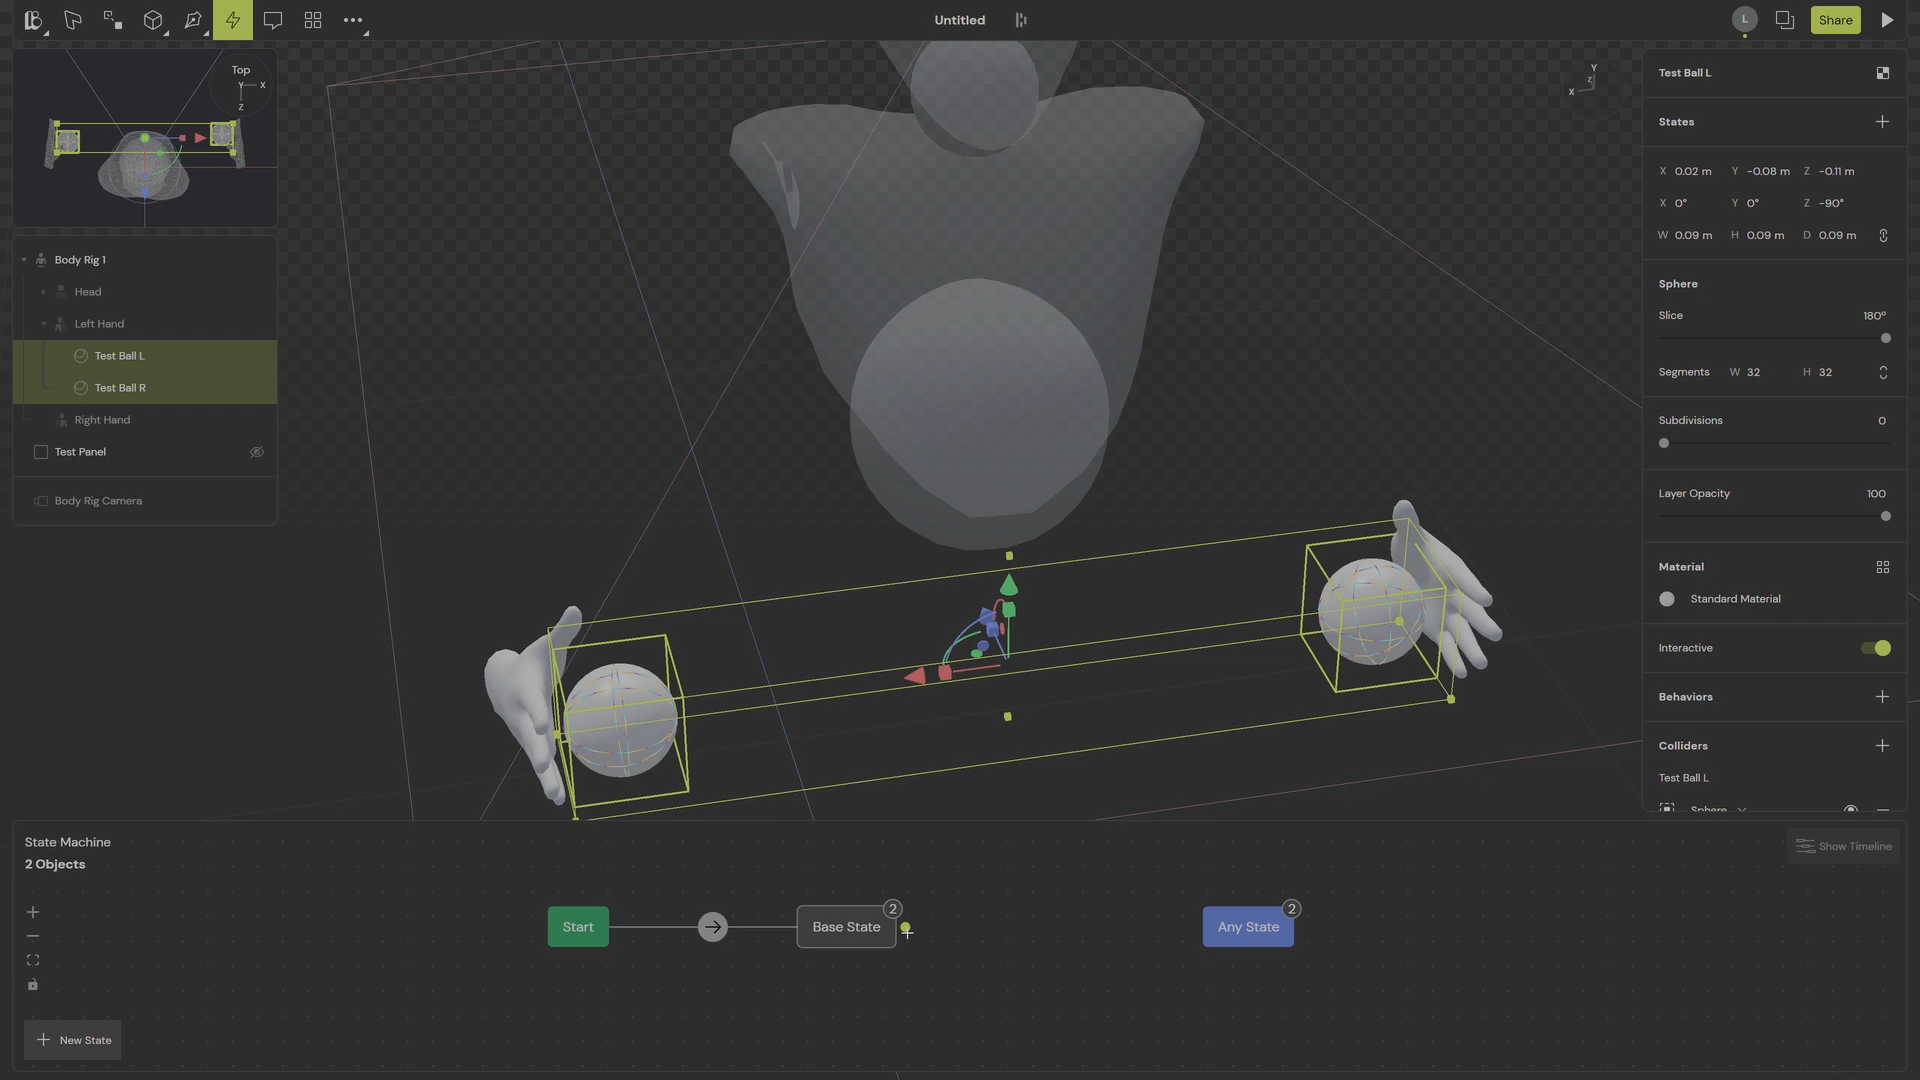 Untitled
L
Share
Top
Y
X
Z
Y
Z
X
Body Rig 1
Head
Left Hand
Test Ball L
Test Ball R
Right Hand
Test Panel
Body Rig Camera
Test Ball L
States
X 0.02 m Y -0.08 m Z -0.11 m
X 0° Y 0° Z -90°
W 0.09 m H 0.09 m D 0.09 m
Sphere
Slice 180°
Segments W 32 H 32
Subdivisions 0
Layer Opacity 100
Material
Standard Material
Interactive
Behaviors
Colliders
Test Ball L
Sphere
State Machine
2 Objects
Show Timeline
Start
Base State
2
Any State
2
New State